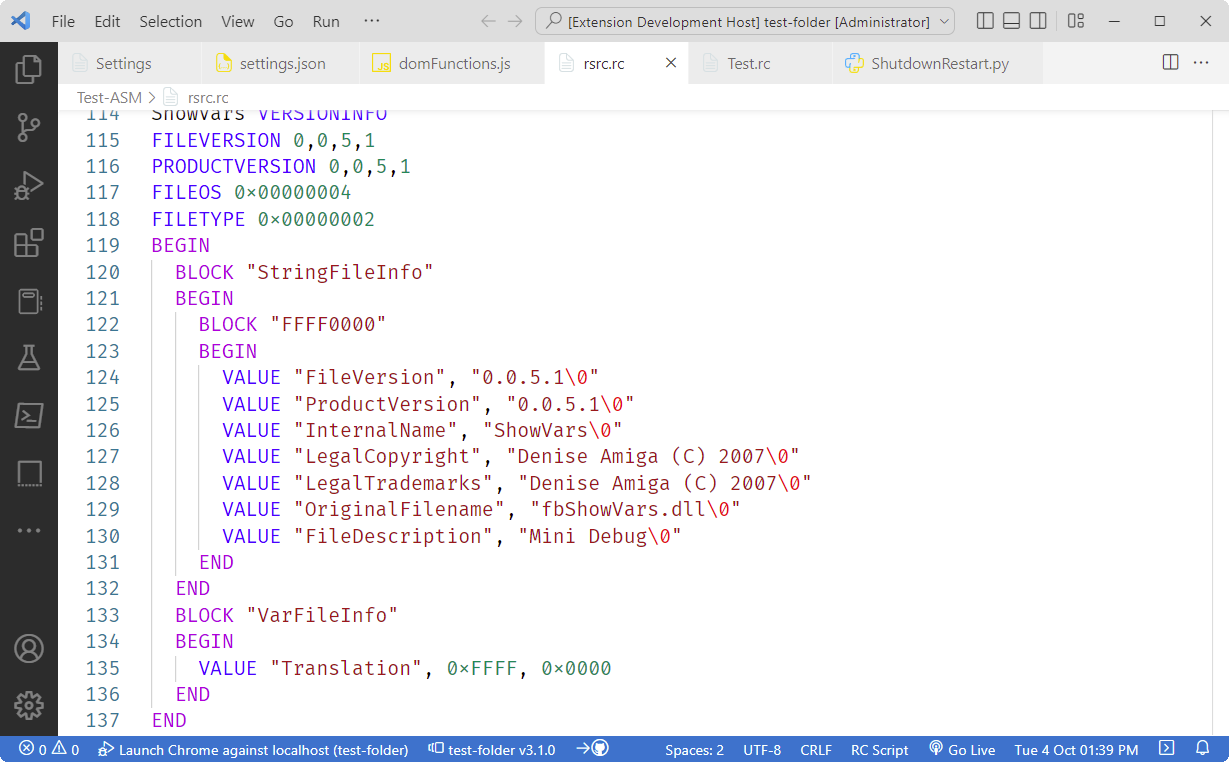 File Edit Selection View Go Run ··· [Extension Development Host] test-folder [Administrator]
Settings settings.json domFunctions.js rsrc.rc Test.rc ShutdownRestart.py
Test-ASM > rsrc.rc
114 ShowVars VERSIONINFO
115 FILEVERSION 0,0,5,1
116 PRODUCTVERSION 0,0,5,1
117 FILEOS 0×00000004
118 FILETYPE 0×00000002
119 BEGIN
120 BLOCK "StringFileInfo"
121 BEGIN
122 BLOCK "FFFF0000"
123 BEGIN
124 VALUE "FileVersion", "0.0.5.1\0"
125 VALUE "ProductVersion", "0.0.5.1\0"
126 VALUE "InternalName", "ShowVars\0"
127 VALUE "LegalCopyright", "Denise Amiga (C) 2007\0"
128 VALUE "LegalTrademarks", "Denise Amiga (C) 2007\0"
129 VALUE "OriginalFilename", "fbShowVars.dll\0"
130 VALUE "FileDescription", "Mini Debug\0"
131 END
132 END
133 BLOCK "VarFileInfo"
134 BEGIN
135 VALUE "Translation", 0×FFFF, 0×0000
136 END
137 END
0 0 Launch Chrome against localhost (test-folder) test-folder v3.1.0 Spaces: 2 UTF-8 CRLF RC Script Go Live Tue 4 Oct 01:39 PM